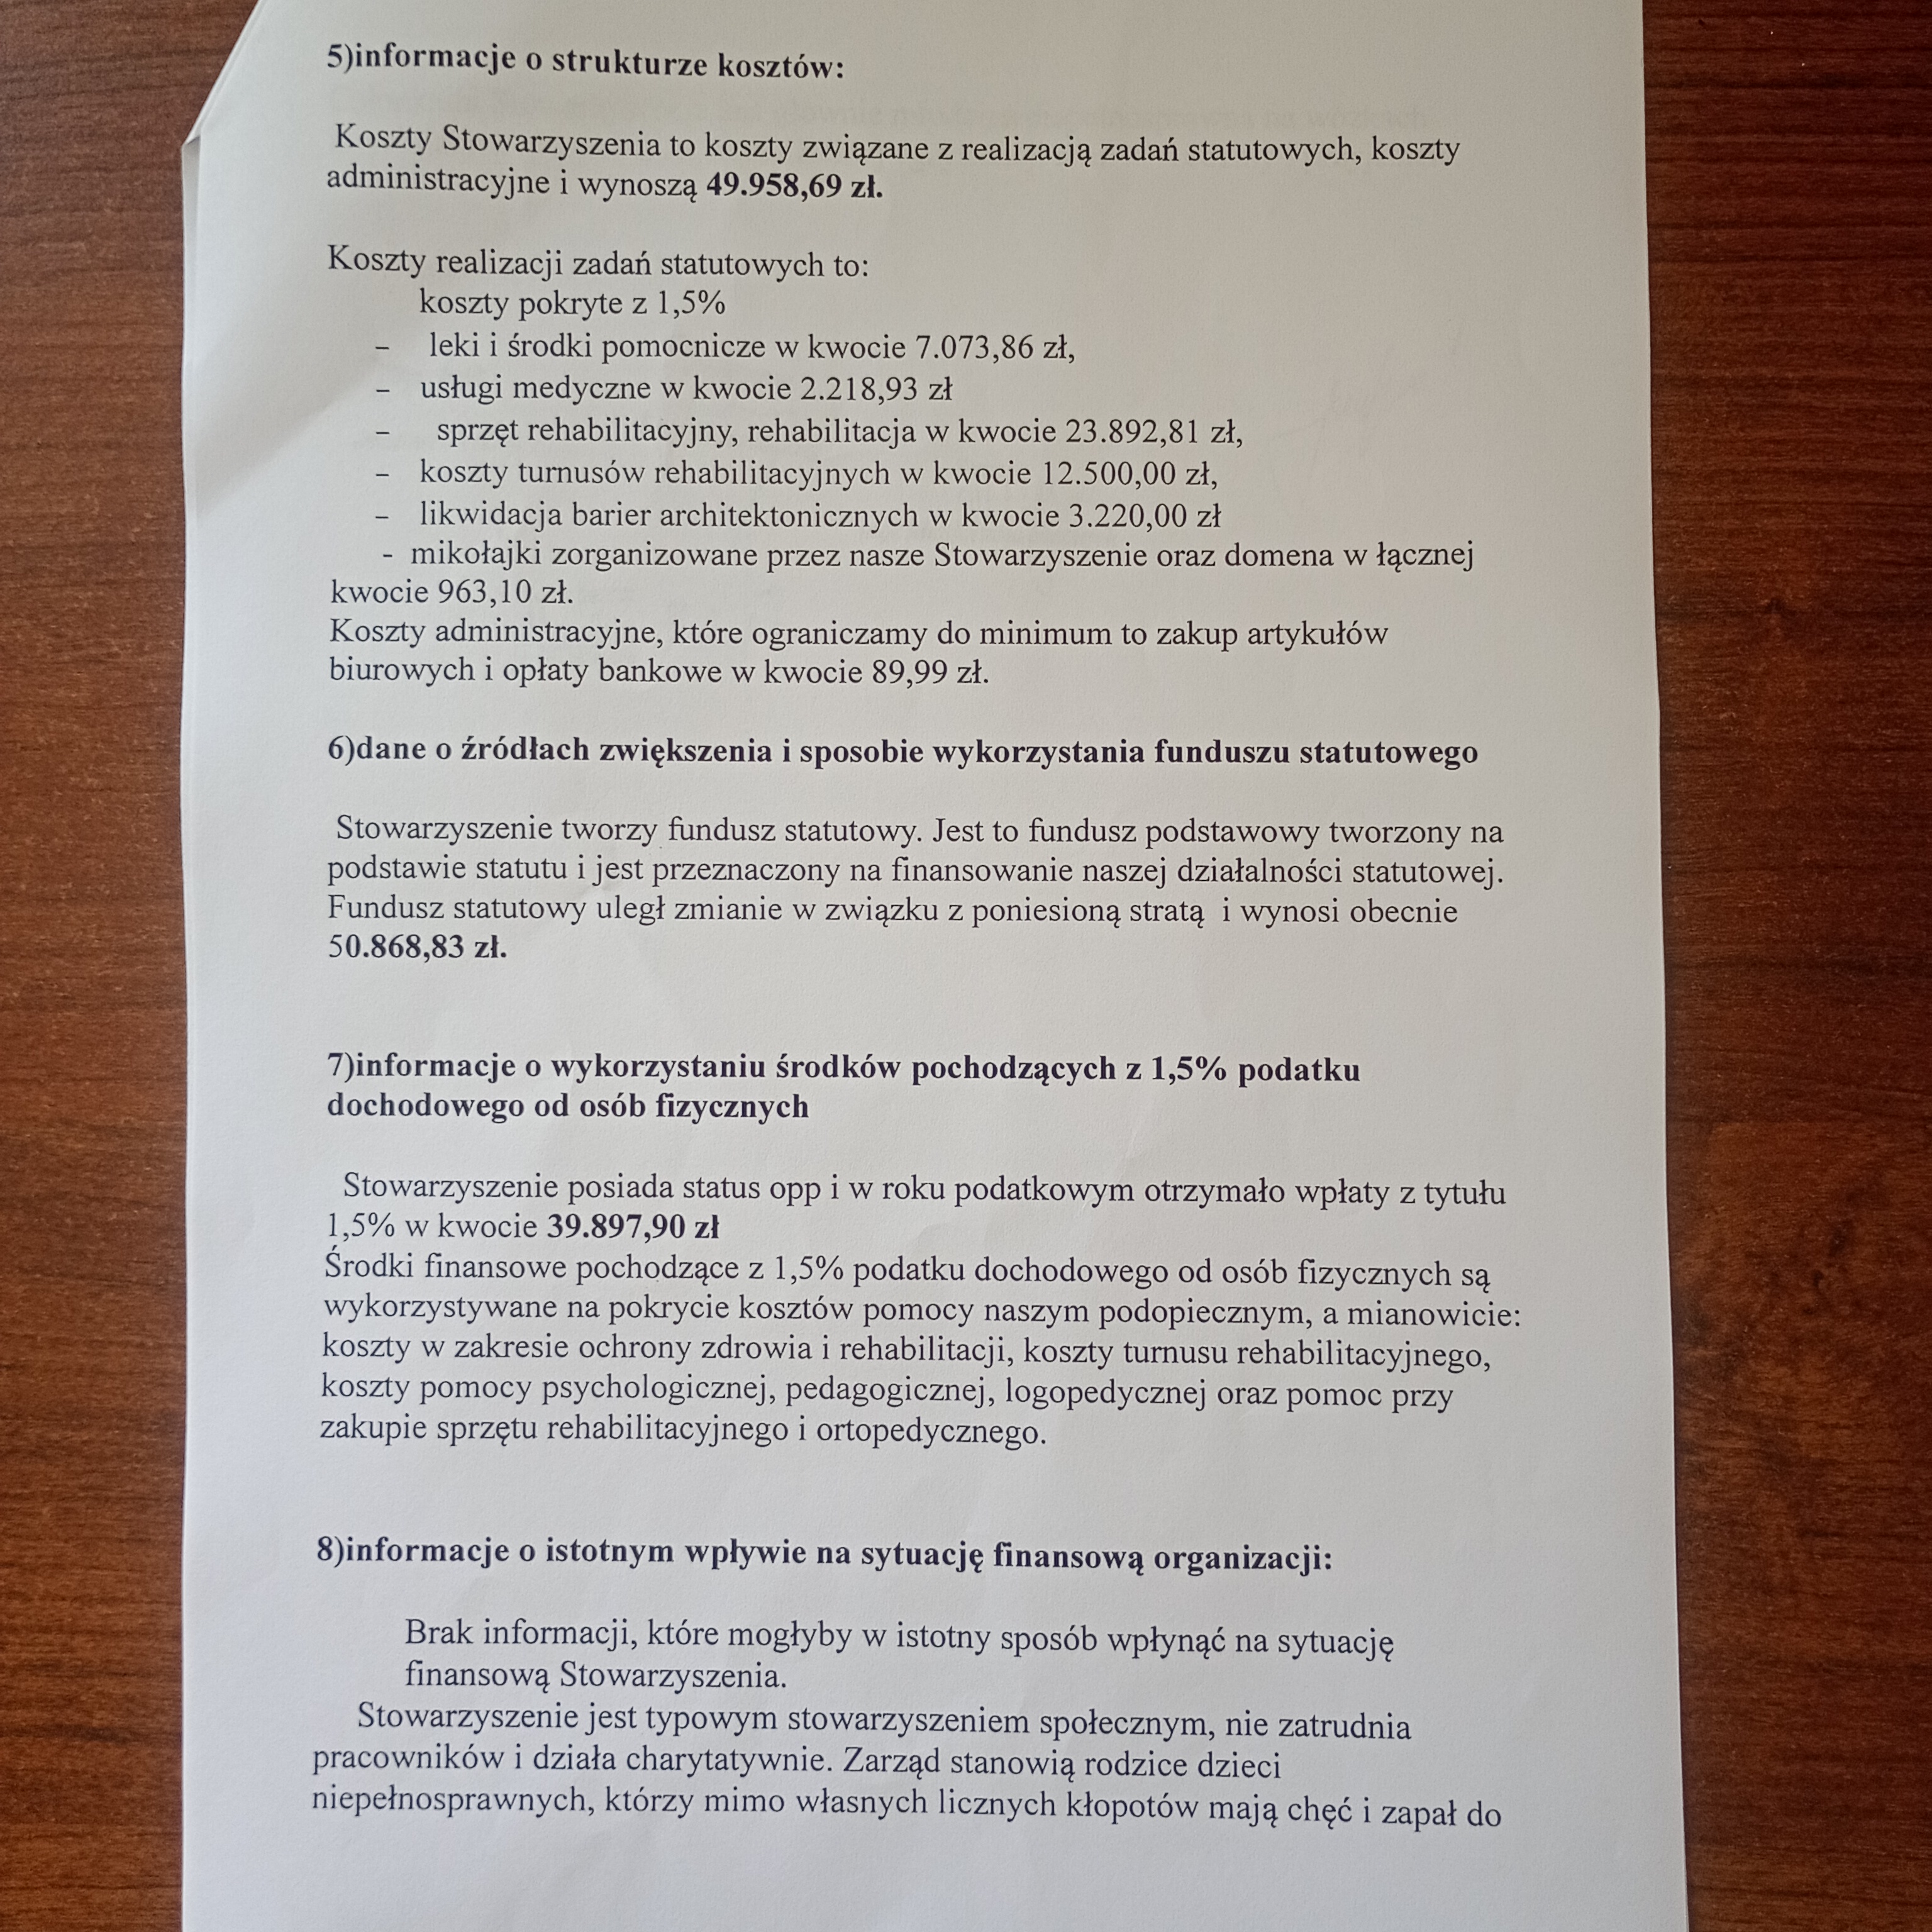 5)informacje o strukturze kosztów:
Koszty Stowarzyszenia to koszty związane z realizacją zadań statutowych, koszty
administracyjne i wynoszą 49.958,69 zł.
Koszty realizacji zadań statutowych to:
koszty pokryte z 1,5%
– leki i środki pomocnicze w kwocie 7.073,86 zł,
– usługi medyczne w kwocie 2.218,93 zł
– sprzęt rehabilitacyjny, rehabilitacja w kwocie 23.892,81 zł,
– koszty turnusów rehabilitacyjnych w kwocie 12.500,00 zł,
– likwidacja barier architektonicznych w kwocie 3.220,00 zł
- mikołajki zorganizowane przez nasze Stowarzyszenie oraz domena w łącznej
kwocie 963,10 zł.
Koszty administracyjne, które ograniczamy do minimum to zakup artykułów
biurowych i opłaty bankowe w kwocie 89,99 zł.
6)dane o źródłach zwiększenia i sposobie wykorzystania funduszu statutowego
Stowarzyszenie tworzy fundusz statutowy. Jest to fundusz podstawowy tworzony na
podstawie statutu i jest przeznaczony na finansowanie naszej działalności statutowej.
Fundusz statutowy uległ zmianie w związku z poniesioną stratą i wynosi obecnie
50.868,83 zł.
7)informacje o wykorzystaniu środków pochodzących z 1,5% podatku
dochodowego od osób fizycznych
Stowarzyszenie posiada status opp i w roku podatkowym otrzymało wpłaty z tytułu
1,5% w kwocie 39.897,90 zł
Środki finansowe pochodzące z 1,5% podatku dochodowego od osób fizycznych są
wykorzystywane na pokrycie kosztów pomocy naszym podopiecznym, a mianowicie:
koszty w zakresie ochrony zdrowia i rehabilitacji, koszty turnusu rehabilitacyjnego,
koszty pomocy psychologicznej, pedagogicznej, logopedycznej oraz pomoc przy
zakupie sprzętu rehabilitacyjnego i ortopedycznego.
8)informacje o istotnym wpływie na sytuację finansową organizacji:
Brak informacji, które mogłyby w istotny sposób wpłynąć na sytuację
finansową Stowarzyszenia.
Stowarzyszenie jest typowym stowarzyszeniem społecznym, nie zatrudnia
pracowników i działa charytatywnie. Zarząd stanowią rodzice dzieci
niepełnosprawnych, którzy mimo własnych licznych kłopotów mają chęć i zapał do